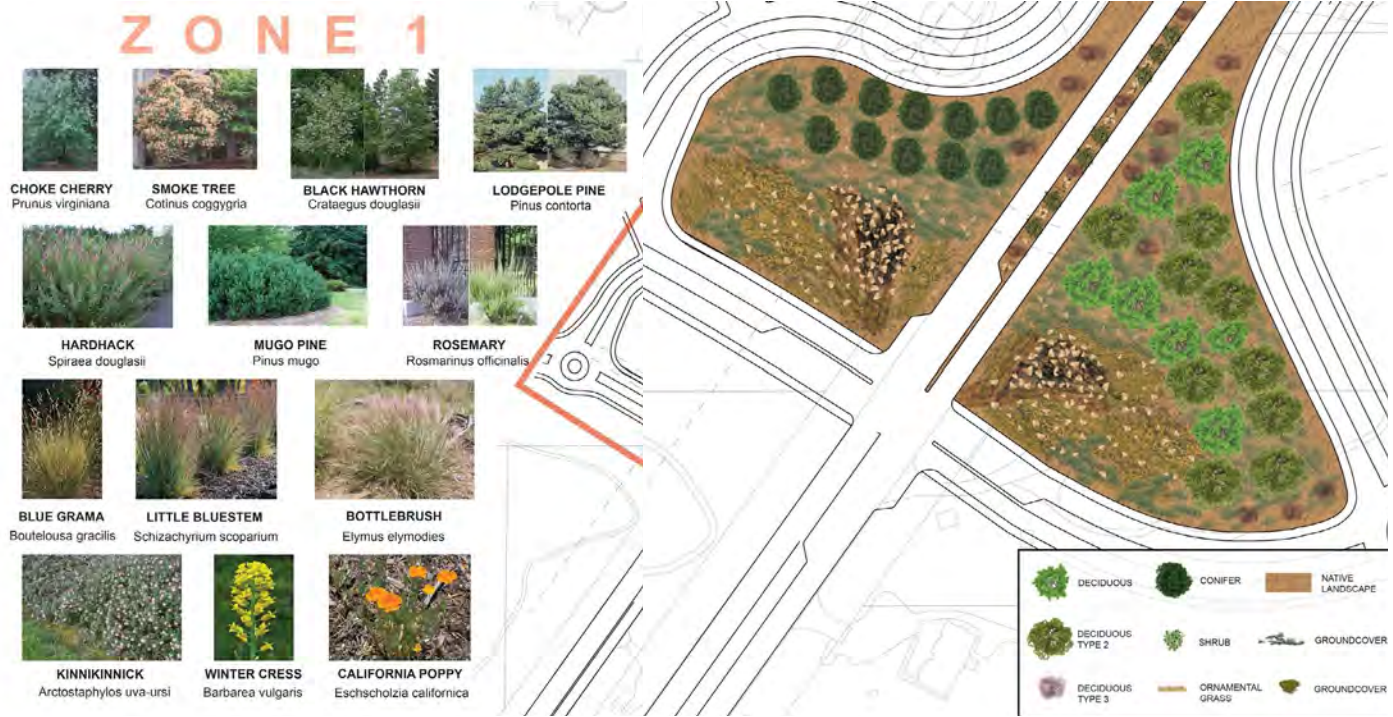 ZONE 1
CHOKE CHERRY
Prunus virginiana
SMOKE TREE
Cotinus coggygria
BLACK HAWTHORN
Crataegus douglasii
LODGEPOLE PINE
Pinus contorta
HARDHACK
Spiraea douglasii
MUGO PINE
Pinus mugo
ROSEMARY
Rosmarinus officinalis
BLUE GRAMA
Boutelousa gracilis
LITTLE BLUESTEM
Schizachyrium scoparium
BOTTLEBRUSH
Elymus elymodies
KINNIKINNICK
Arctostaphylos uva-ursi
WINTER CRESS
Barbarea vulgaris
CALIFORNIA POPPY
Eschscholzia californica
DECIDUOUS
CONIFER
NATIVE
LANDSCAPE
DECIDUOUS
TYPE 2
SHRUB
GROUNDCOVER
DECIDUOUS
TYPE 3
ORNAMENTAL
GRASS
GROUNDCOVER